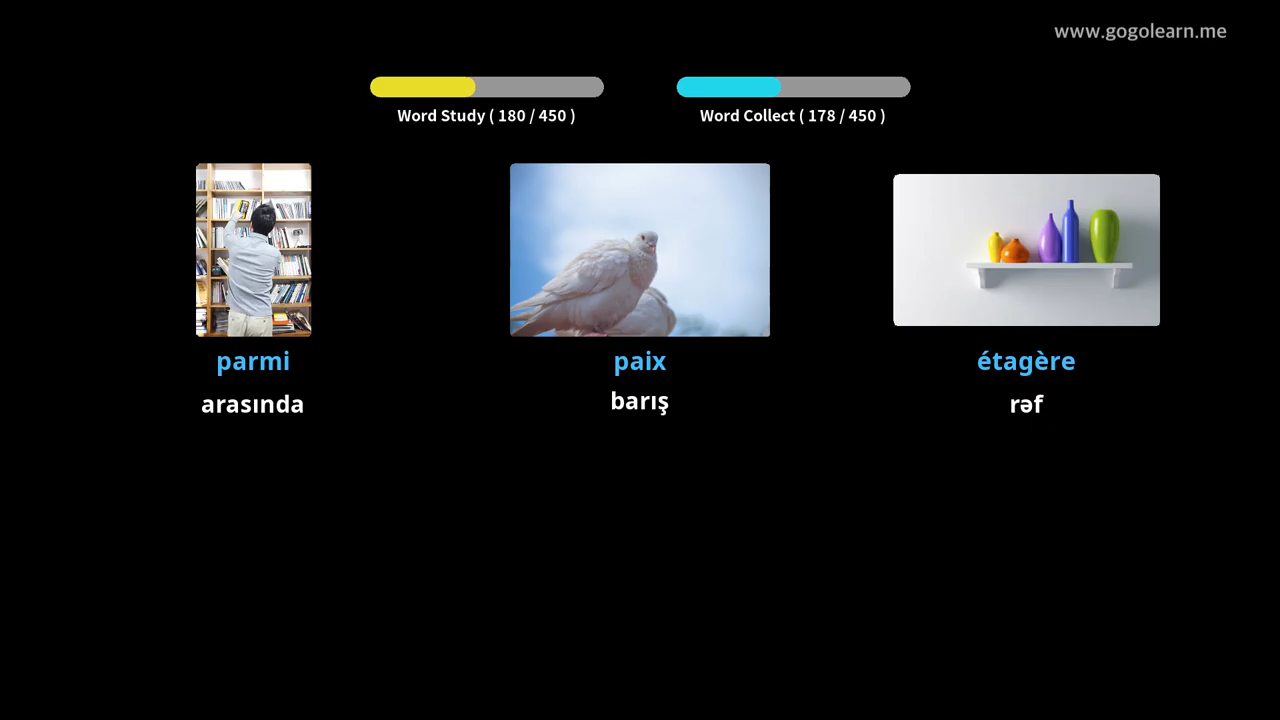 www.gogolearn.me
Word Study ( 180 / 450 )
Word Collect ( 178 / 450 )
parmi
paix
étagère
arasında
barış
rəf